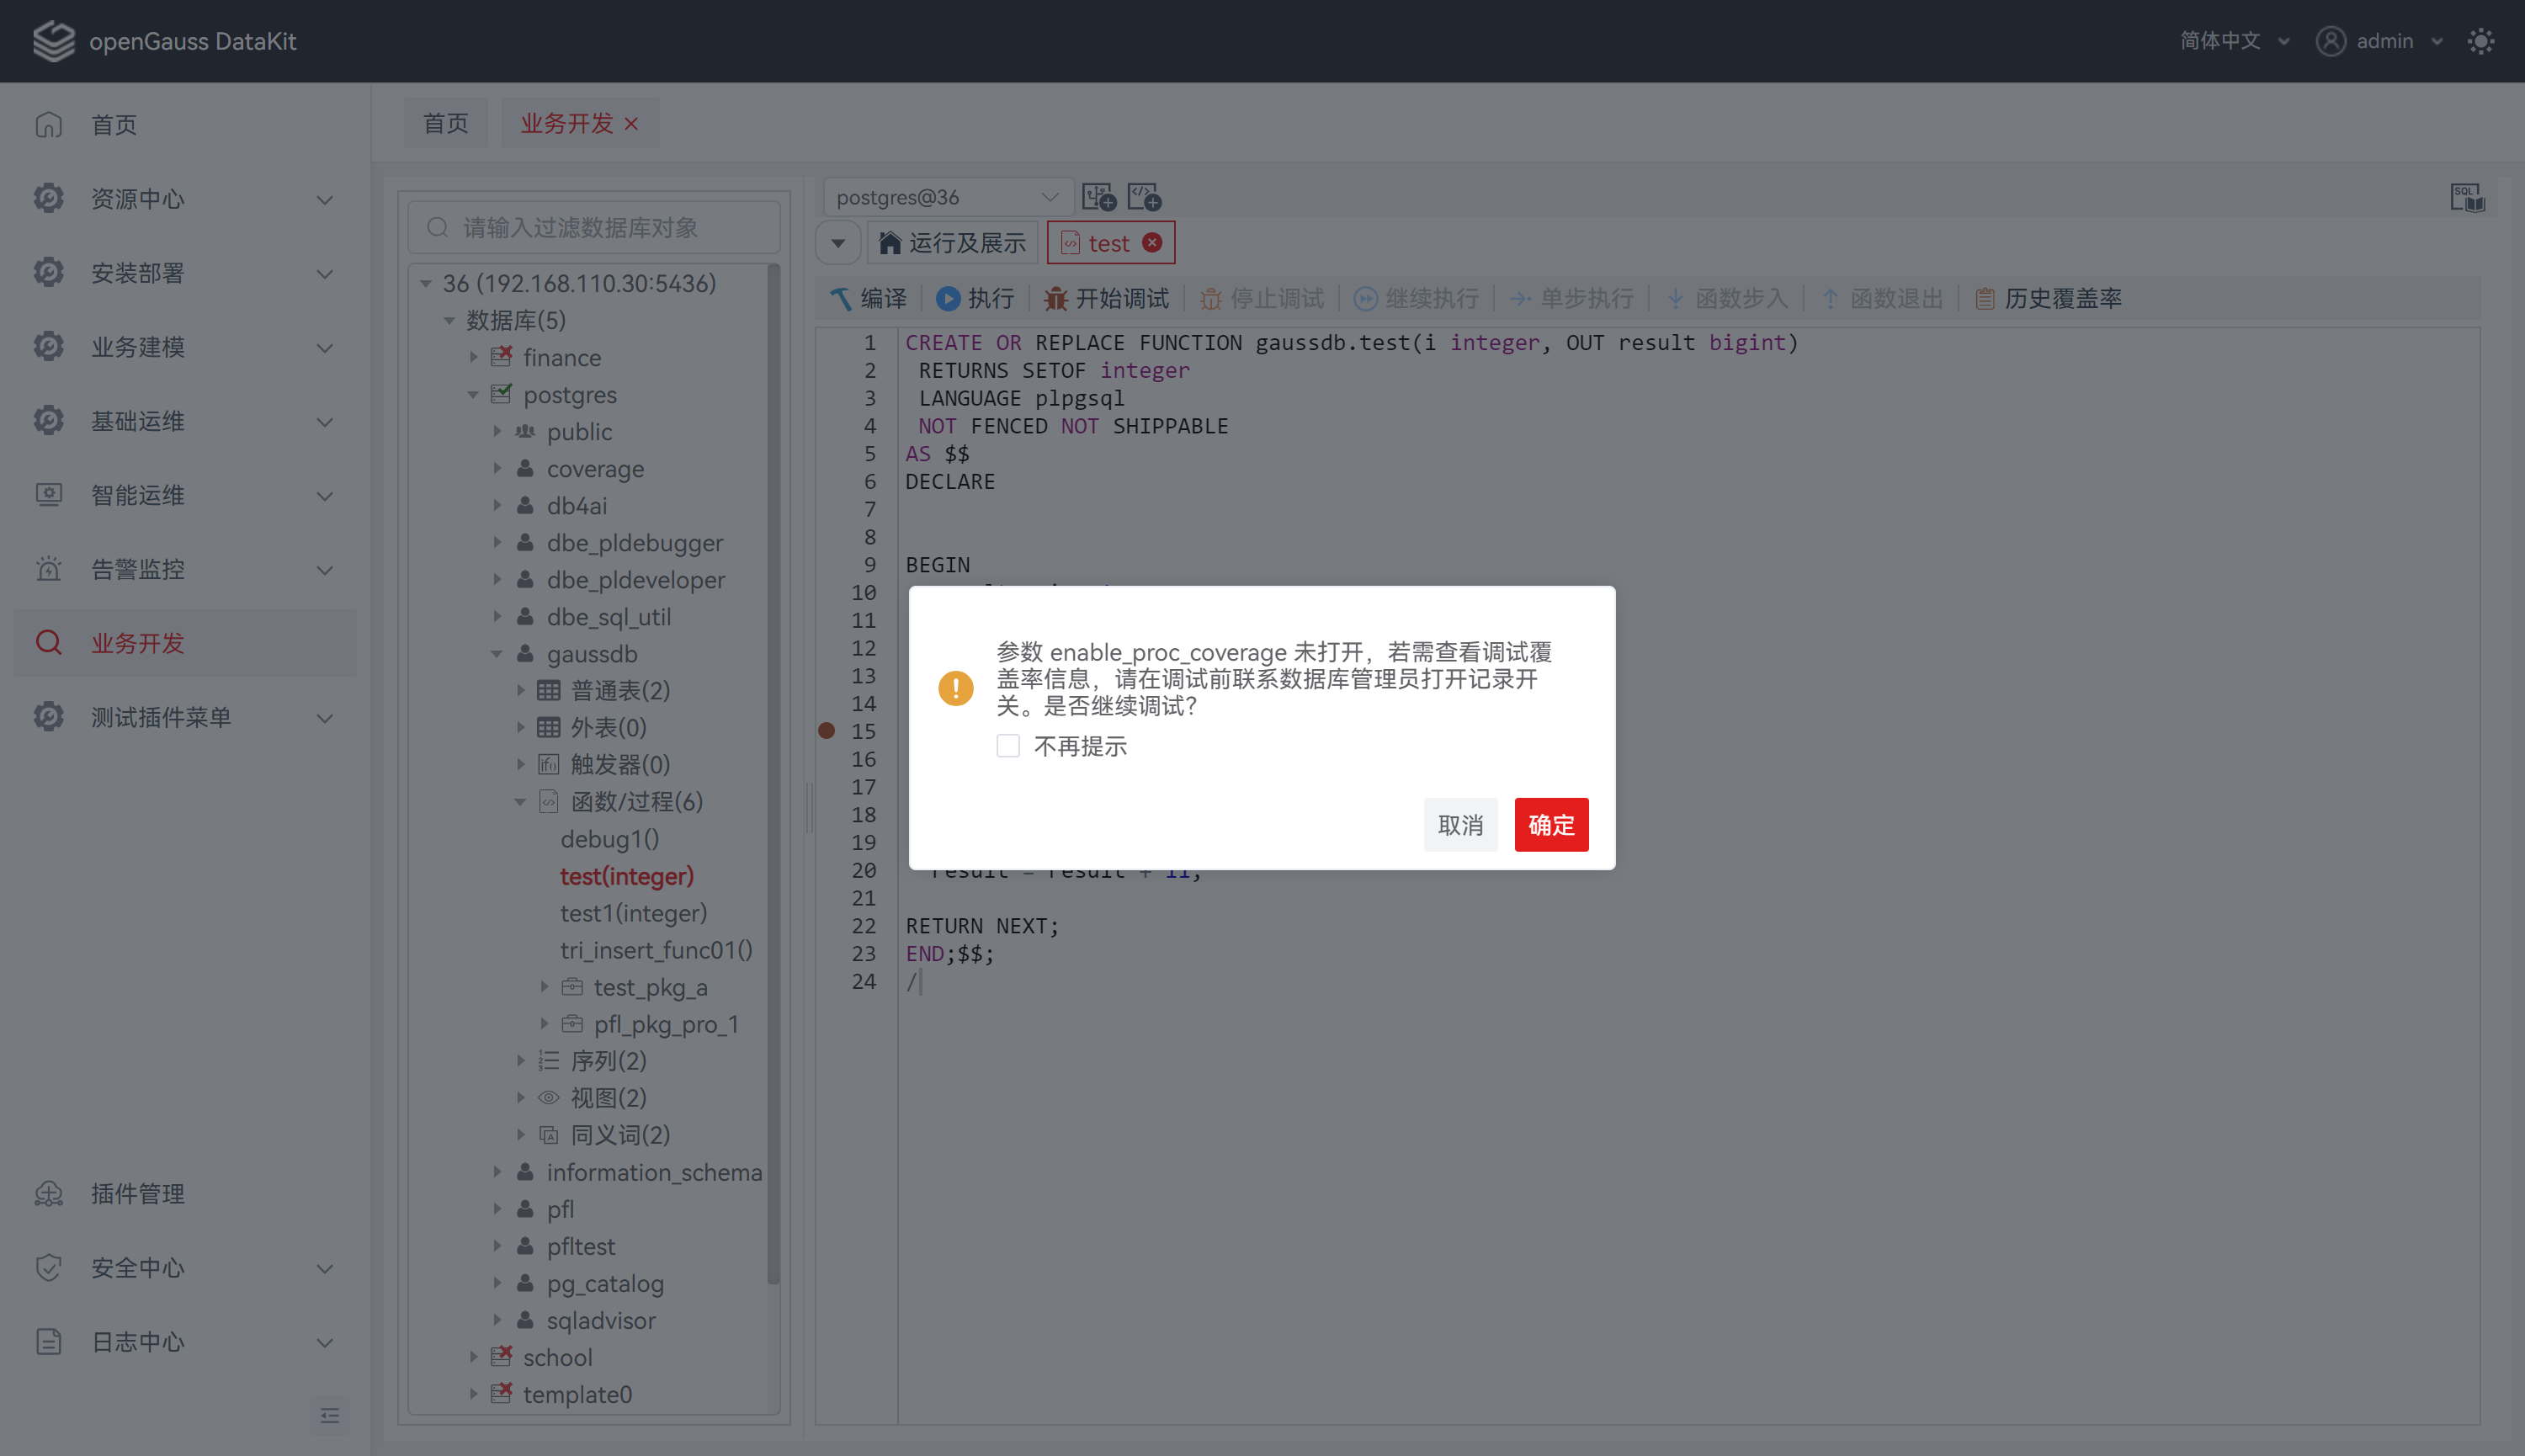 openGauss DataKit
简体中文
admin
首页
资源中心
安装部署
业务建模
基础运维
智能运维
告警监控
业务开发
测试插件菜单
插件管理
安全中心
日志中心
首页
业务开发
请输入过滤数据库对象
36 (192.168.110.30:5436)
数据库(5)
finance
postgres
public
coverage
db4ai
dbe_pldebugger
dbe_pldeveloper
dbe_sql_util
gaussdb
普通表(2)
外表(0)
触发器(0)
函数/过程(6)
debug1()
test(integer)
test1(integer)
tri_insert_func01()
test_pkg_a
pfl_pkg_pro_1
序列(2)
视图(2)
同义词(2)
information_schema
pfl
pfltest
pg_catalog
sqladvisor
school
template0
postgres@36
SQL
运行及展示
test
编译
执行
开始调试
停止调试
继续执行
单步执行
函数步入
函数退出
历史覆盖率
1 CREATE OR REPLACE FUNCTION gaussdb.test(i integer, OUT result bigint)
2 RETURNS SETOF integer
3 LANGUAGE plpgsql
4 NOT FENCED NOT SHIPPABLE
5 AS $$
6 DECLARE
7
8
9 BEGIN
10
11
12
13
14
15
16
17
18
19
20 result = result + 11;
21
22 RETURN NEXT;
23 END;$$;
24 /
参数 enable_proc_coverage 未打开，若需查看调试覆
盖率信息，请在调试前联系数据库管理员打开记录开
关。是否继续调试？
不再提示
取消
确定